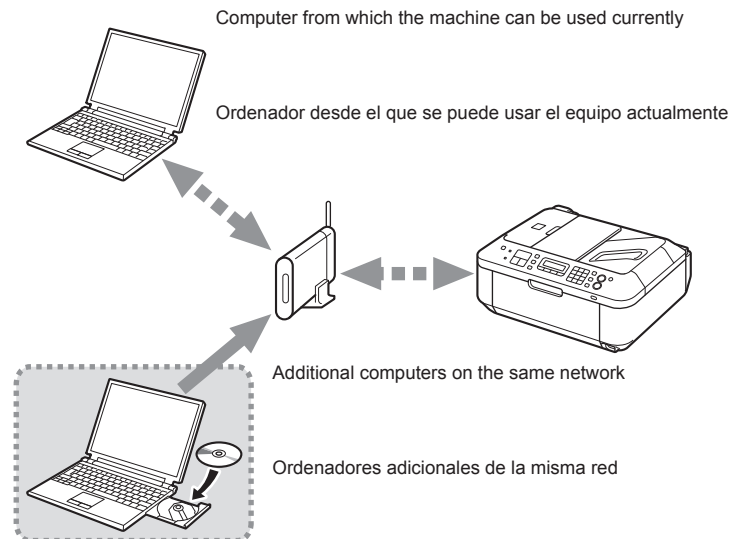 Computer from which the machine can be used currently
Ordenador desde el que se puede usar el equipo actualmente
Additional computers on the same network
Ordenadores adicionales de la misma red